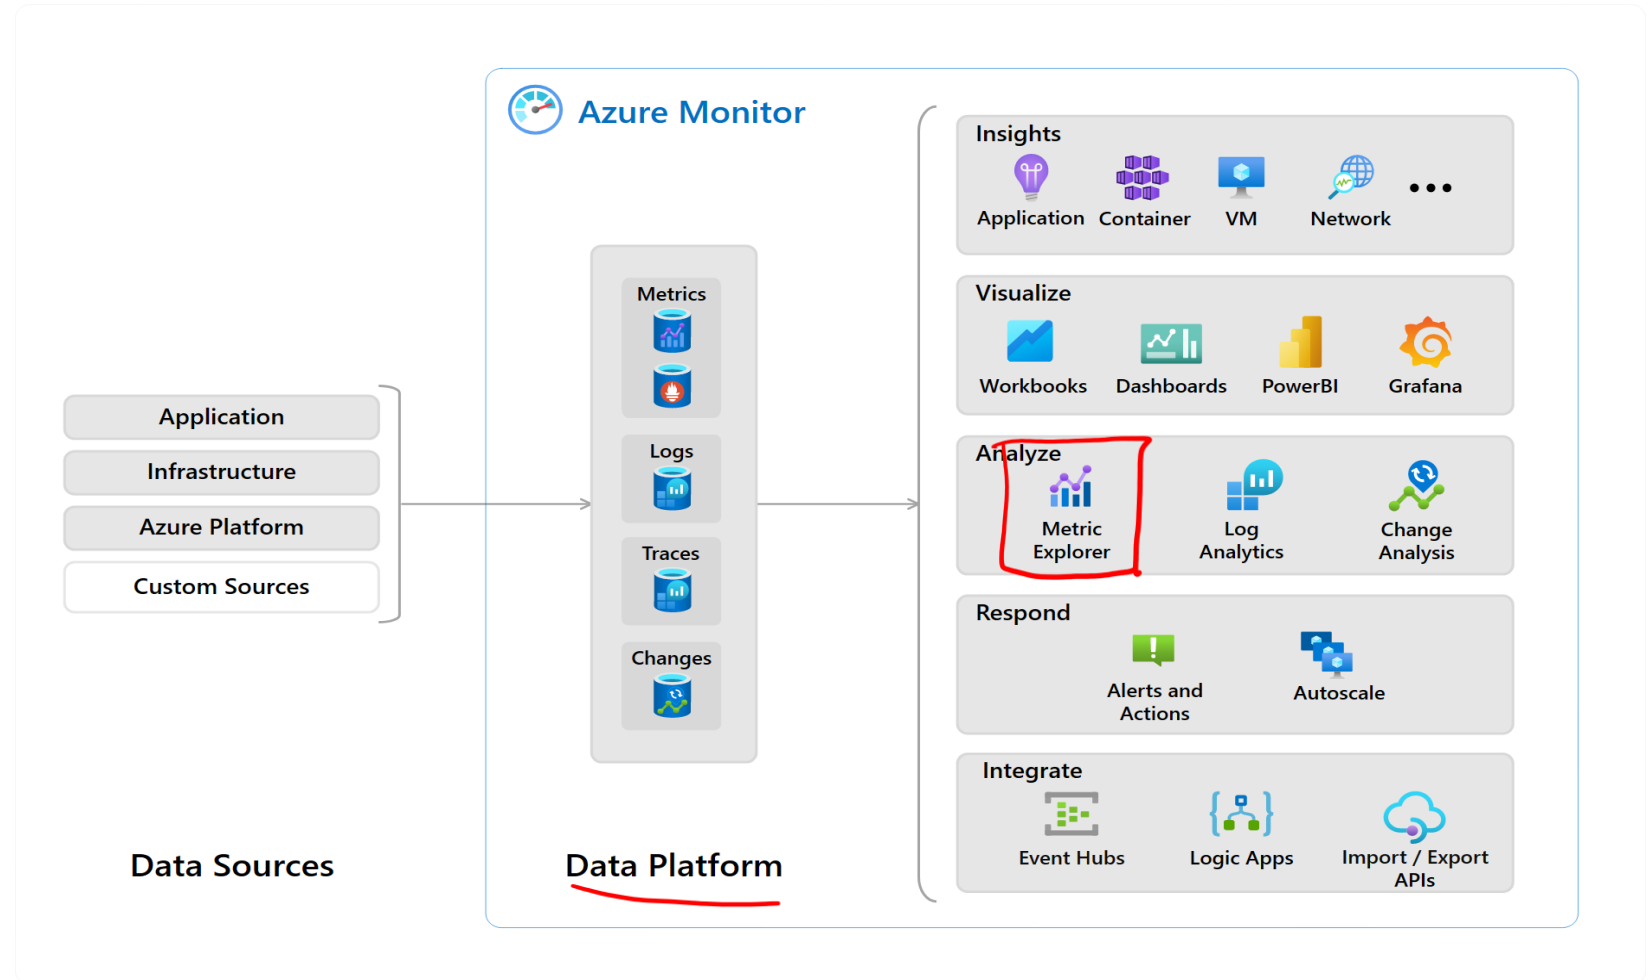 Azure Monitor
Application
Infrastructure
Azure Platform
Custom Sources
Data Sources
Metrics
Logs
Traces
Changes
Data Platform
Insights
Application
Container
VM
Network
Visualize
Workbooks
Dashboards
PowerBI
Grafana
Analyze
Metric
Explorer
Log
Analytics
Change
Analysis
Respond
Alerts and
Actions
Autoscale
Integrate
Event Hubs
Logic Apps
Import / Export
APIs